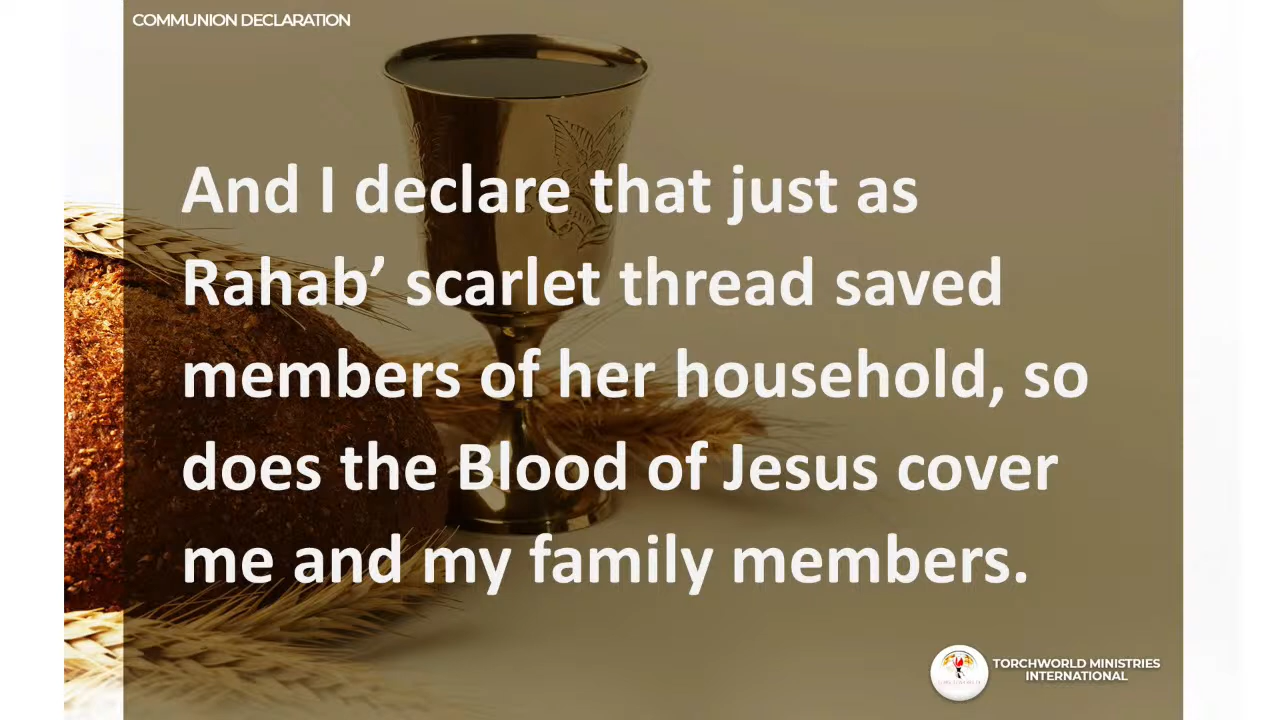 COMMUNION DECLARATION
And I declare that just as
Rahab’ scarlet thread saved
members of her household, so
does the Blood of Jesus cover
me and my family members.
TORCHWORLD MINISTRIES
INTERNATIONAL